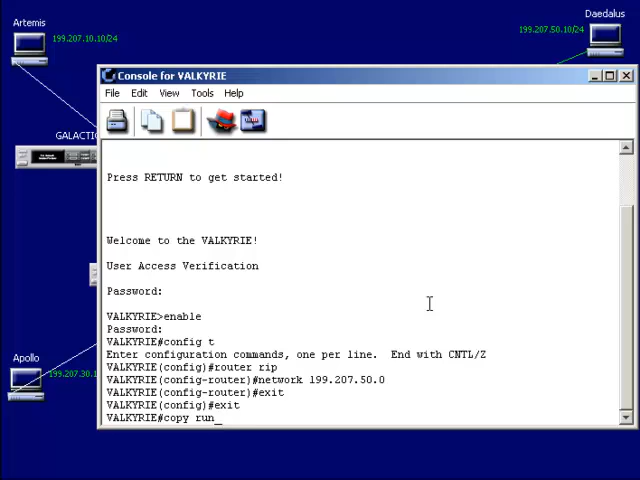 Artemis
199.207.10.10/24
Daedalus
199.207.50.10/24
Console for VALKYRIE
File Edit View Tools Help
GALACTIC
Press RETURN to get started!
Welcome to the VALKYRIE!
User Access Verification
Password:
VALKYRIE>enable
Password:
VALKYRIE#config t
Enter configuration commands, one per line.  End with CNTL/Z
VALKYRIE(config)#router rip
VALKYRIE(config-router)#network 199.207.50.0
VALKYRIE(config-router)#exit
VALKYRIE(config)#exit
VALKYRIE#copy run_
Apollo
199.207.30.1